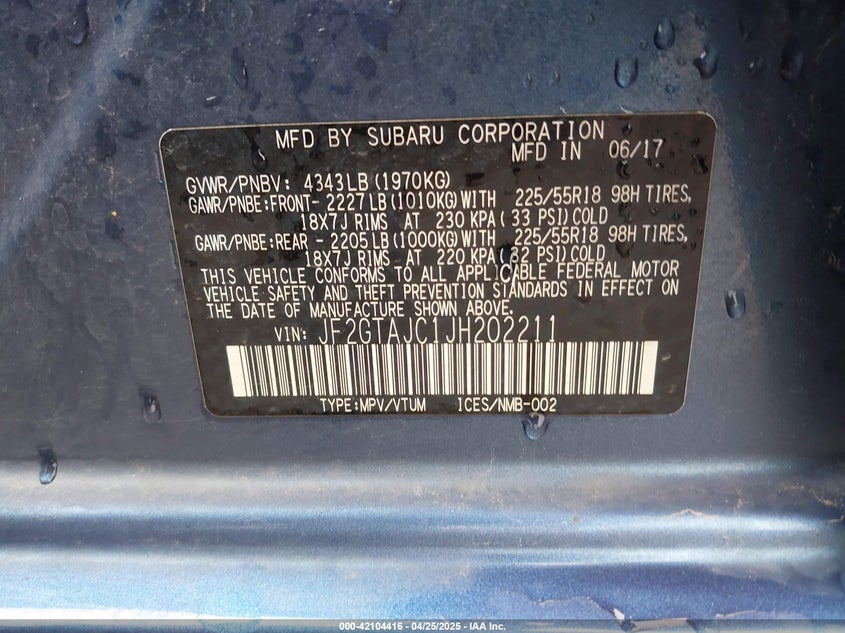 MFD BY SUBARU CORPORATION
MFD IN 06/17
GVWR/PNBV: 4343LB(1970KG)
GAWR/PNBE:FRONT- 2227LB(1010KG)WITH 225/55R18 98H TIRES,
18X7J RIMS AT 230 KPA(33 PSI)COLD
GAWR/PNBE:REAR - 2205LB(1000KG)WITH 225/55R18 98H TIRES,
18X7J RIMS AT 220 KPA(32 PSI)COLD
THIS VEHICLE CONFORMS TO ALL APPLICABLE FEDERAL MOTOR
VEHICLE SAFETY AND THEFT PREVENTION STANDARDS IN EFFECT ON
THE DATE OF MANUFACTURE SHOWN ABOVE.
VIN: JF2GTAJC1JH202211
TYPE:MPV/VTUM ICES/NMB-002
000-42104416 - 04/25/2025 - IAA Inc.